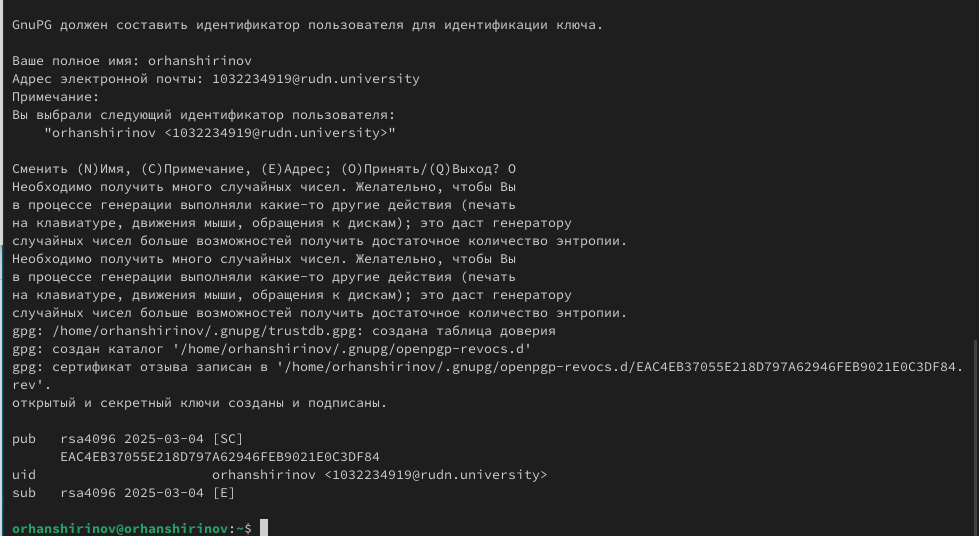 GnuPG должен составить идентификатор пользователя для идентификации ключа.
Ваше полное имя: orhanshirinov
Адрес электронной почты: 1032234919@rudn.university
Примечание:
Вы выбрали следующий идентификатор пользователя:
"orhanshirinov <1032234919@rudn.university>"
Сменить (N)Имя, (C)Примечание, (E)Адрес; (O)Принять/(Q)Выход? O
Необходимо получить много случайных чисел. Желательно, чтобы Вы
в процессе генерации выполняли какие-то другие действия (печать
на клавиатуре, движения мыши, обращения к дискам); это даст генератору
случайных чисел больше возможностей получить достаточное количество энтропии.
Необходимо получить много случайных чисел. Желательно, чтобы Вы
в процессе генерации выполняли какие-то другие действия (печать
на клавиатуре, движения мыши, обращения к дискам); это даст генератору
случайных чисел больше возможностей получить достаточное количество энтропии.
gpg: /home/orhanshirinov/.gnupg/trustdb.gpg: создана таблица доверия
gpg: создан каталог '/home/orhanshirinov/.gnupg/openpgp-revocs.d'
gpg: сертификат отзыва записан в '/home/orhanshirinov/.gnupg/openpgp-revocs.d/EAC4EB37055E218D797A62946FEB9021E0C3DF84.
rev'.
открытый и секретный ключи созданы и подписаны.
pub   rsa4096 2025-03-04 [SC]
EAC4EB37055E218D797A62946FEB9021E0C3DF84
uid                      orhanshirinov <1032234919@rudn.university>
sub   rsa4096 2025-03-04 [E]
orhanshirinov@orhanshirinov:~$